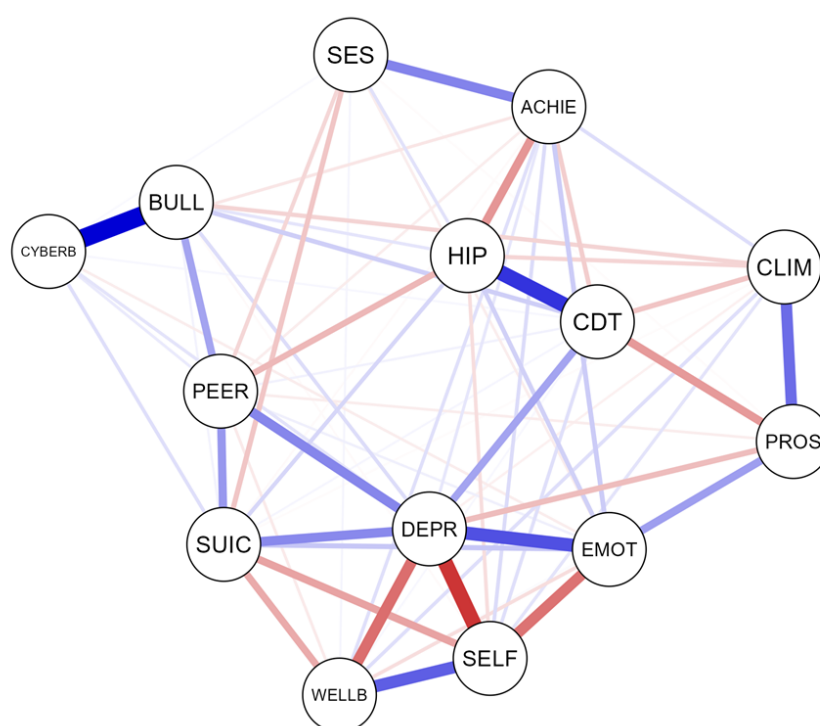 SES
ACHIE
BULL
CYBERB
HIP
CLIM
CDT
PEER
PROS
DEPR
SUIC
EMOT
SELF
WELLB